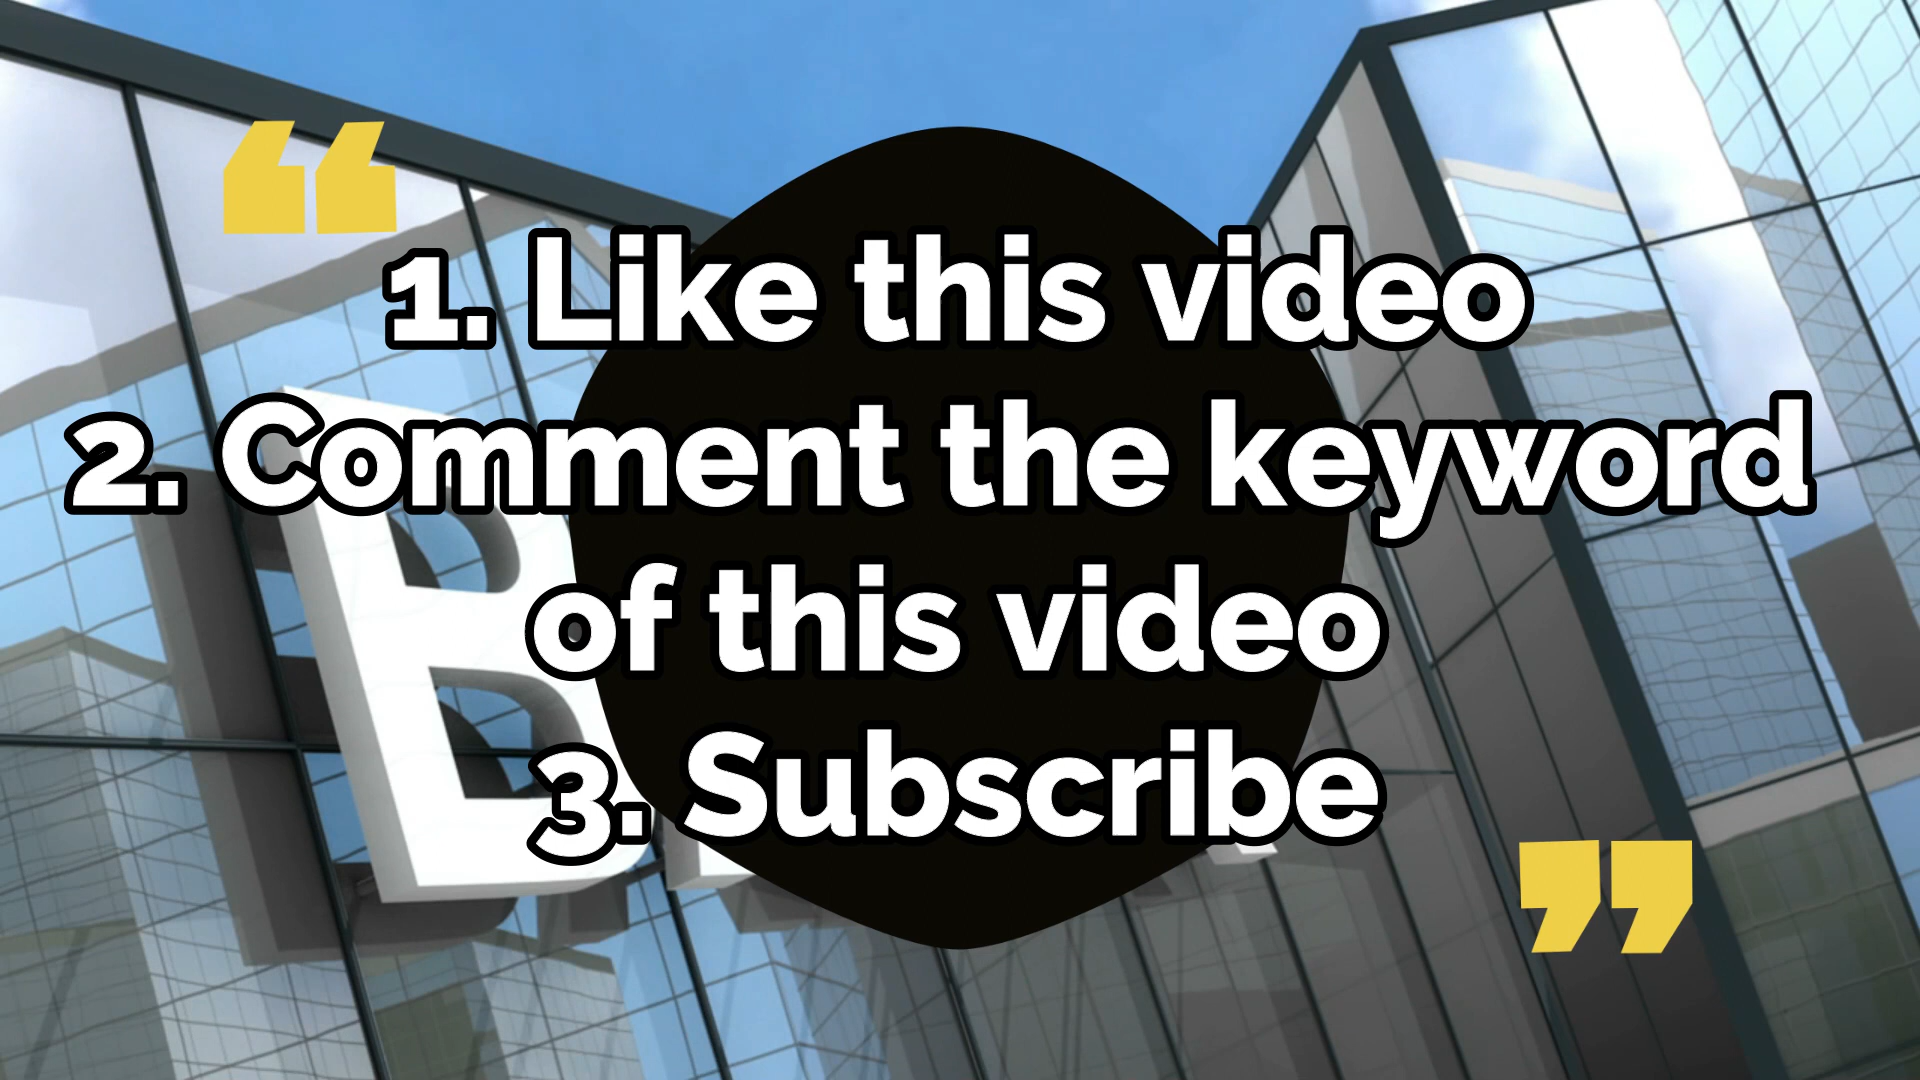 1. Like this video
2. Comment the keyword
of this video
3. Subscribe